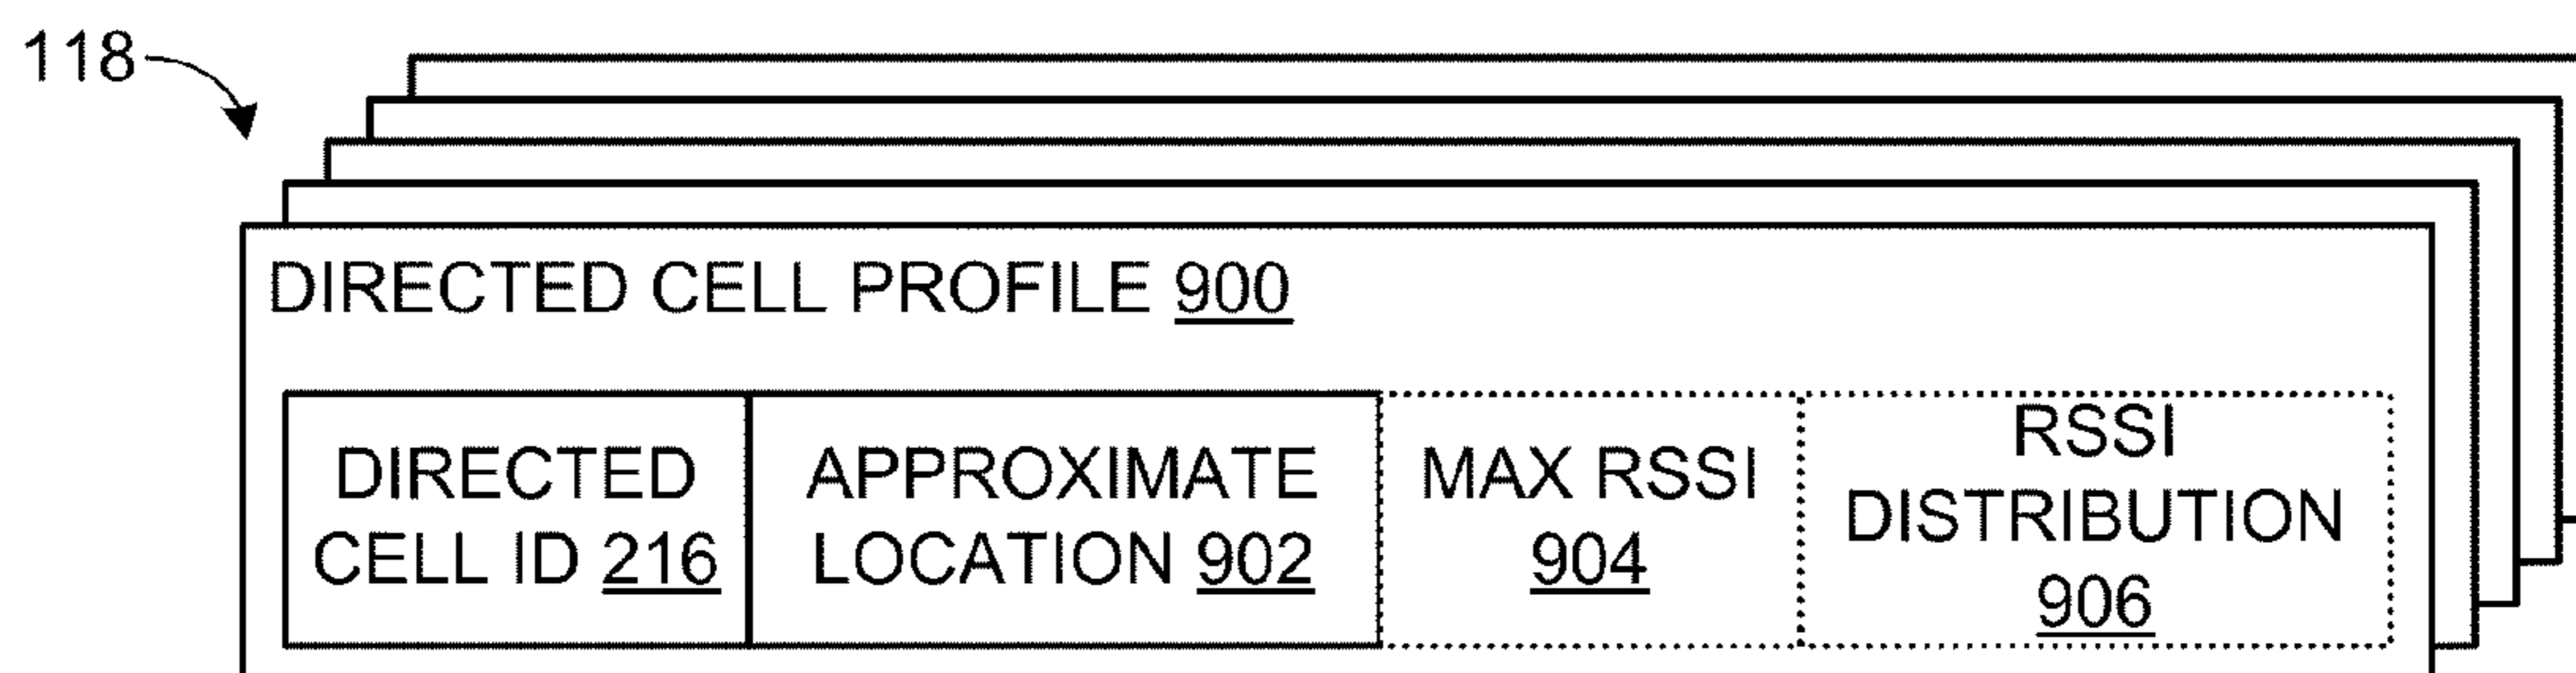 118
DIRECTED CELL PROFILE 900
DIRECTED
CELL ID 216
APPROXIMATE
LOCATION 902
MAX RSSI
904
RSSI
DISTRIBUTION
906